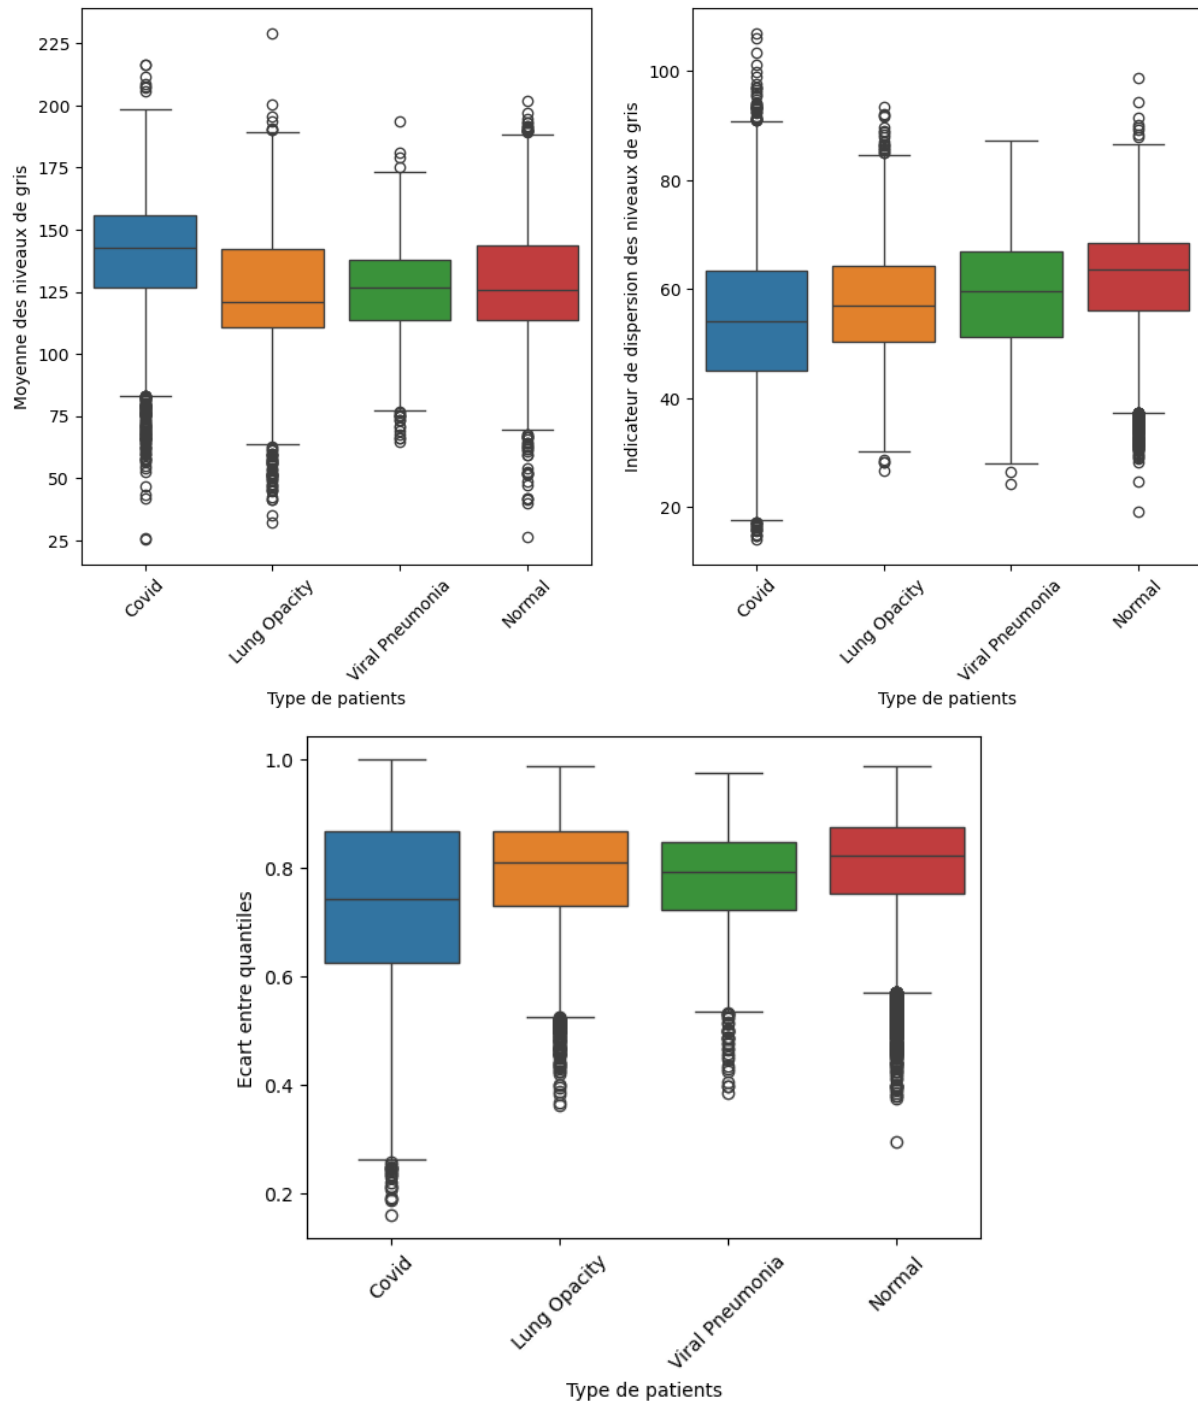 Moyenne des niveaux de gris
225
200
175
150
125
100
75
50
25
Covid
Lung Opacity
Viral Pneumonia
Normal
Type de patients
Indicateur de dispersion des niveaux de gris
100
80
60
40
20
Covid
Lung Opacity
Viral Pneumonia
Normal
Type de patients
Ecart entre quantiles
1.0
0.8
0.6
0.4
0.2
Covid
Lung Opacity
Viral Pneumonia
Normal
Type de patients